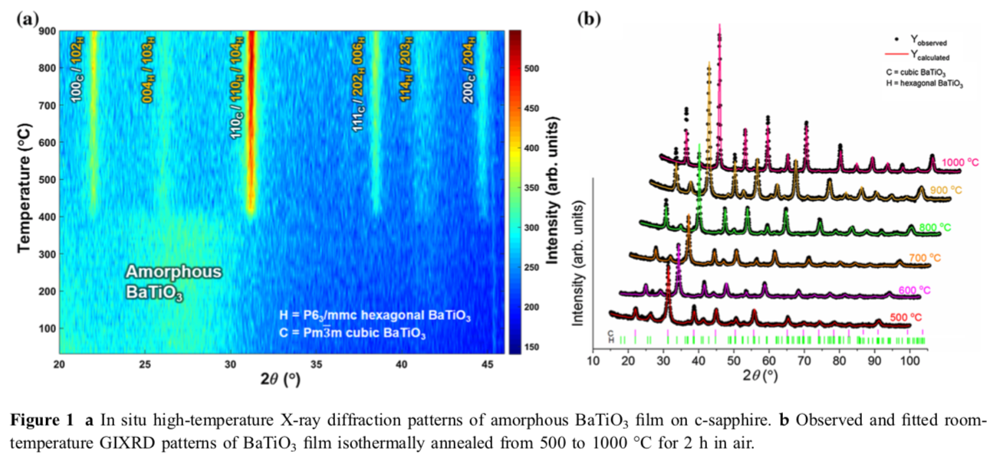 (a)
900
800
700
600
500
400
300
200
100
Temperature (°C)
100C / 102H
004H / 103H
110C / 110H / 104H
111C / 202H 006H
114H / 203H
200C / 204H
Amorphous
BaTiO3
H = P63/mmc hexagonal BaTiO3
C = Pm3̅m cubic BaTiO3
20 25 30 35 40 45
2θ (°)
500
450
400
350
300
250
200
150
Intensity (arb. units)
(b)
Yobserved
Ycalculated
C = cubic BaTiO3
H = hexagonal BaTiO3
1000 °C
900 °C
800 °C
700 °C
600 °C
500 °C
C
H
Intensity (arb. units)
10 20 30 40 50 60 70 80 90 100
2θ (°)
Figure 1 a In situ high-temperature X-ray diffraction patterns of amorphous BaTiO3 film on c-sapphire. b Observed and fitted room-
temperature GIXRD patterns of BaTiO3 film isothermally annealed from 500 to 1000 °C for 2 h in air.